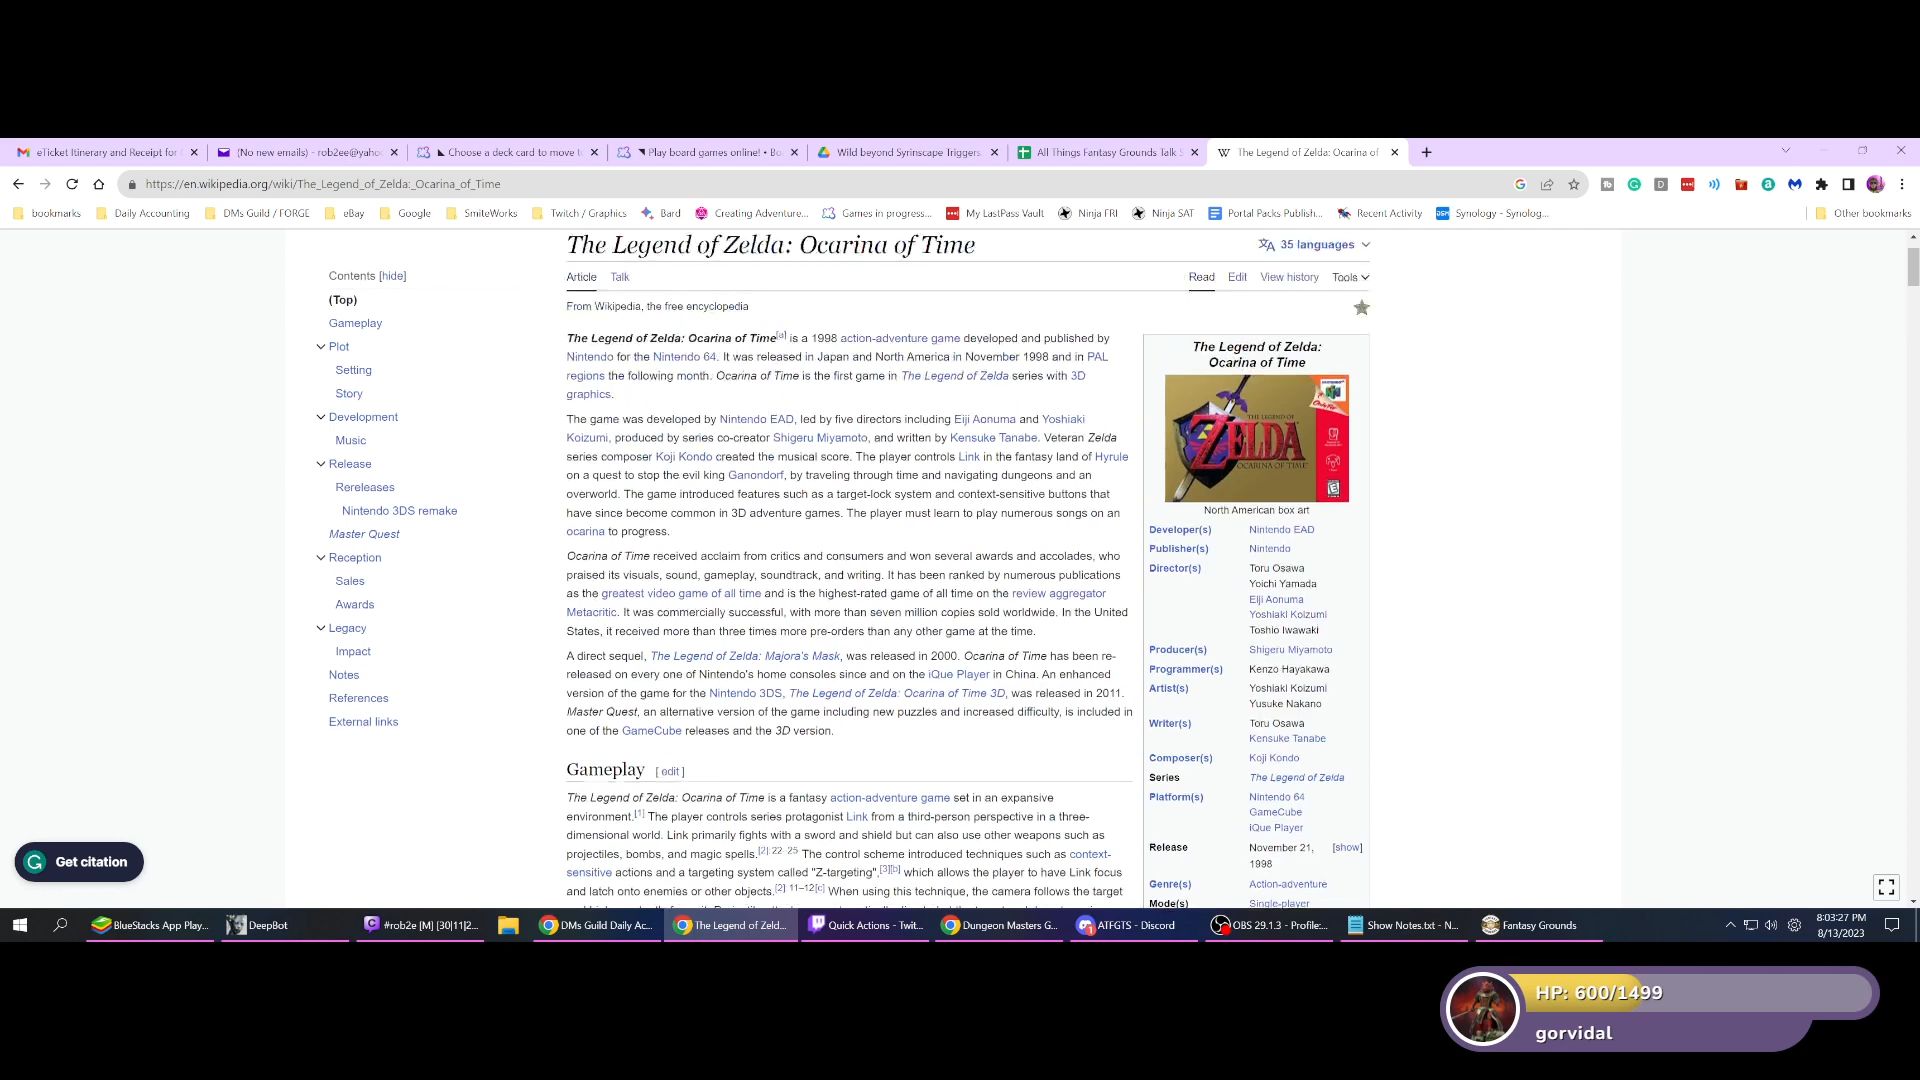 eTicket Itinerary and Receipt for
(No new emails) - rob2ee@yaho
Choose a deck card to move t
Play board games online! • Bo
Wild beyond Syrinscape Triggers
All Things Fantasy Grounds Talk S
The Legend of Zelda: Ocarina of
https://en.wikipedia.org/wiki/The_Legend_of_Zelda:_Ocarina_of_Time
bookmarks
Daily Accounting
DMs Guild / FORGE
eBay
Google
SmiteWorks
Twitch / Graphics
Bard
Creating Adventure...
Games in progress...
My LastPass Vault
Ninja FRI
Ninja SAT
Portal Packs Publish...
Recent Activity
Synology - Synolog...
Other bookmarks
The Legend of Zelda: Ocarina of Time
35 languages
Contents [hide]
(Top)
Gameplay
Plot
Setting
Story
Development
Music
Release
Rereleases
Nintendo 3DS remake
Master Quest
Reception
Sales
Awards
Legacy
Impact
Notes
References
External links
Article Talk
Read Edit View history Tools
From Wikipedia, the free encyclopedia
The Legend of Zelda: Ocarina of Time[a] is a 1998 action-adventure game developed and published by
Nintendo for the Nintendo 64. It was released in Japan and North America in November 1998 and in PAL
regions the following month. Ocarina of Time is the first game in The Legend of Zelda series with 3D
graphics.
The game was developed by Nintendo EAD, led by five directors including Eiji Aonuma and Yoshiaki
Koizumi, produced by series co-creator Shigeru Miyamoto, and written by Kensuke Tanabe. Veteran Zelda
series composer Koji Kondo created the musical score. The player controls Link in the fantasy land of Hyrule
on a quest to stop the evil king Ganondorf, by traveling through time and navigating dungeons and an
overworld. The game introduced features such as a target-lock system and context-sensitive buttons that
have since become common in 3D adventure games. The player must learn to play numerous songs on an
ocarina to progress.
Ocarina of Time received acclaim from critics and consumers and won several awards and accolades, who
praised its visuals, sound, gameplay, soundtrack, and writing. It has been ranked by numerous publications
as the greatest video game of all time and is the highest-rated game of all time on the review aggregator
Metacritic. It was commercially successful, with more than seven million copies sold worldwide. In the United
States, it received more than three times more pre-orders than any other game at the time.
A direct sequel, The Legend of Zelda: Majora's Mask, was released in 2000. Ocarina of Time has been re-
released on every one of Nintendo's home consoles since and on the iQue Player in China. An enhanced
version of the game for the Nintendo 3DS, The Legend of Zelda: Ocarina of Time 3D, was released in 2011.
Master Quest, an alternative version of the game including new puzzles and increased difficulty, is included in
one of the GameCube releases and the 3D version.
Gameplay [ edit ]
The Legend of Zelda: Ocarina of Time is a fantasy action-adventure game set in an expansive
environment.[1] The player controls series protagonist Link from a third-person perspective in a three-
dimensional world. Link primarily fights with a sword and shield but can also use other weapons such as
projectiles, bombs, and magic spells.[2]: 22–25 The control scheme introduced techniques such as context-
sensitive actions and a targeting system called "Z-targeting",[3][b] which allows the player to have Link focus
and latch onto enemies or other objects.[2] 11–12[c] When using this technique, the camera follows the target
The Legend of Zelda:
Ocarina of Time
THE LEGEND OF
ZELDA
OCARINA OF TIME
North American box art
Developer(s) Nintendo EAD
Publisher(s) Nintendo
Director(s) Toru Osawa
Yoichi Yamada
Eiji Aonuma
Yoshiaki Koizumi
Toshio Iwawaki
Producer(s) Shigeru Miyamoto
Programmer(s) Kenzo Hayakawa
Artist(s) Yoshiaki Koizumi
Yusuke Nakano
Writer(s) Toru Osawa
Kensuke Tanabe
Composer(s) Koji Kondo
Series The Legend of Zelda
Platform(s) Nintendo 64
GameCube
iQue Player
Release November 21, [show]
1998
Genre(s) Action-adventure
Mode(s) Single-player
Get citation
BlueStacks App Play...
DeepBot
#rob2e [M] [30]11[2...
DMs Guild Daily Ac...
The Legend of Zeld...
Quick Actions - Twit...
Dungeon Masters G...
ATFGTS - Discord
OBS 29.1.3 - Profile:...
Show Notes.txt - N...
Fantasy Grounds
8:03:27 PM
8/13/2023
HP: 600/1499
gorvidal